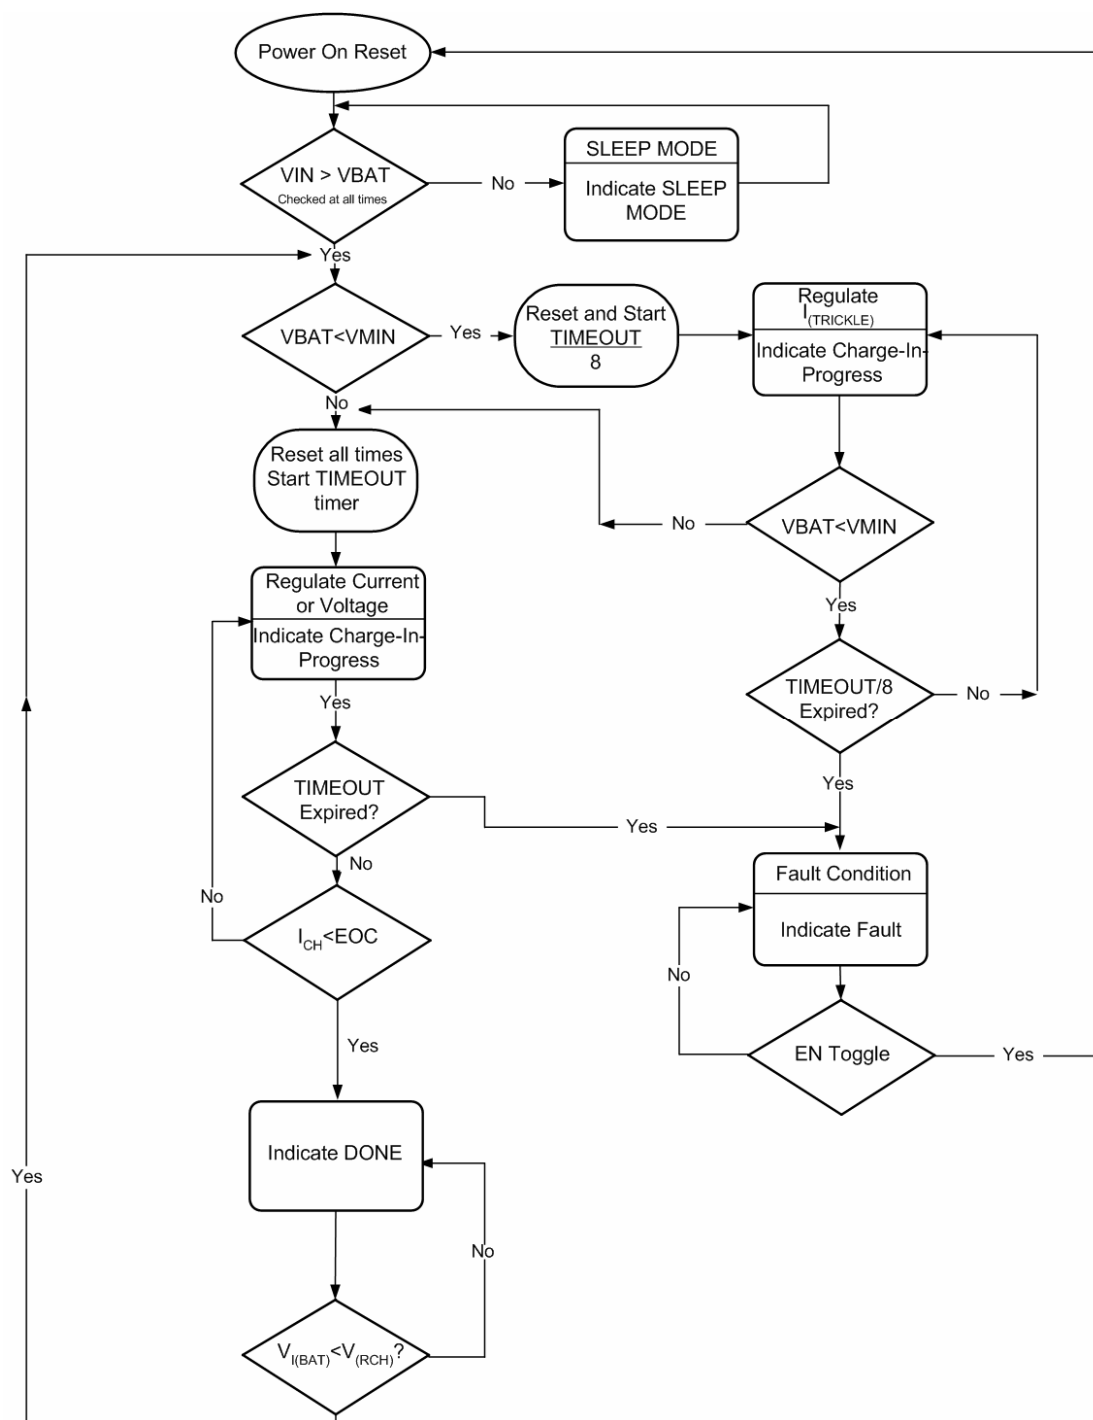 Power On Reset
VIN > VBAT
Checked at all times
No
SLEEP MODE
Indicate SLEEP
MODE
Yes
VBAT<VMIN
Yes
Reset and Start
TIMEOUT
8
Regulate
I(TRICKLE)
Indicate Charge-In-
Progress
No
Reset all times
Start TIMEOUT
timer
No
VBAT<VMIN
Regulate Current
or Voltage
Indicate Charge-In-
Progress
Yes
Yes
TIMEOUT/8
Expired?
No
TIMEOUT
Expired?
Yes
Yes
No
No
ICH<EOC
Fault Condition
Indicate Fault
No
Yes
EN Toggle
Yes
Indicate DONE
Yes
No
VI(BAT)<V(RCH)?